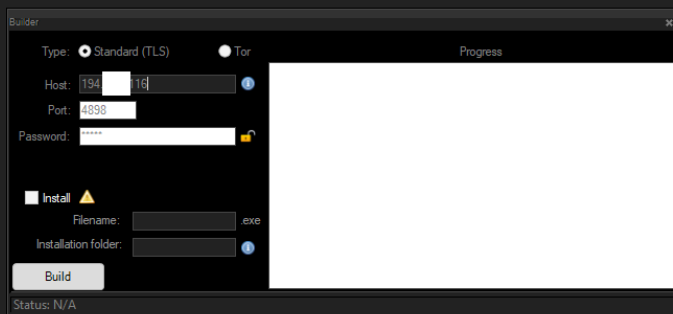 Builder
Type: Standard (TLS) Tor
Progress
Host: 194. 116
Port: 4898
Password: *****
Install
Filename: .exe
Installation folder:
Build
Status: N/A